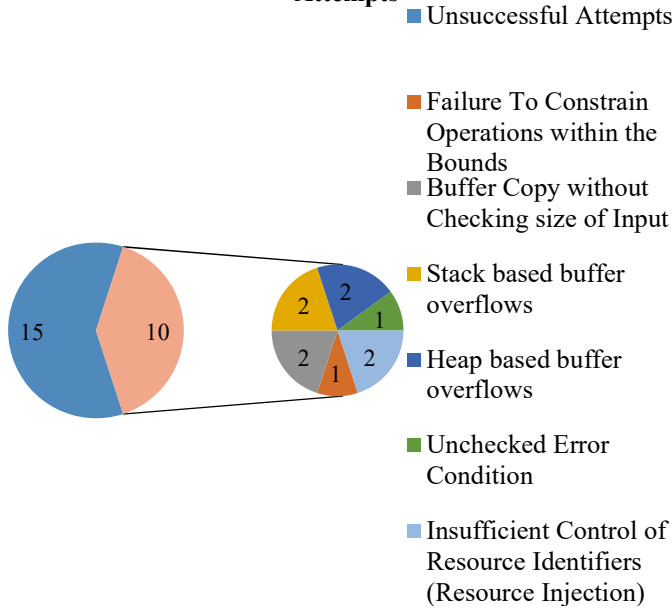 Attempts
Unsuccessful Attempts
Failure To Constrain
Operations within the
Bounds
Buffer Copy without
Checking size of Input
Stack based buffer
overflows
Heap based buffer
overflows
Unchecked Error
Condition
Insufficient Control of
Resource Identifiers
(Resource Injection)
15
10
2
2
1
2
1
2